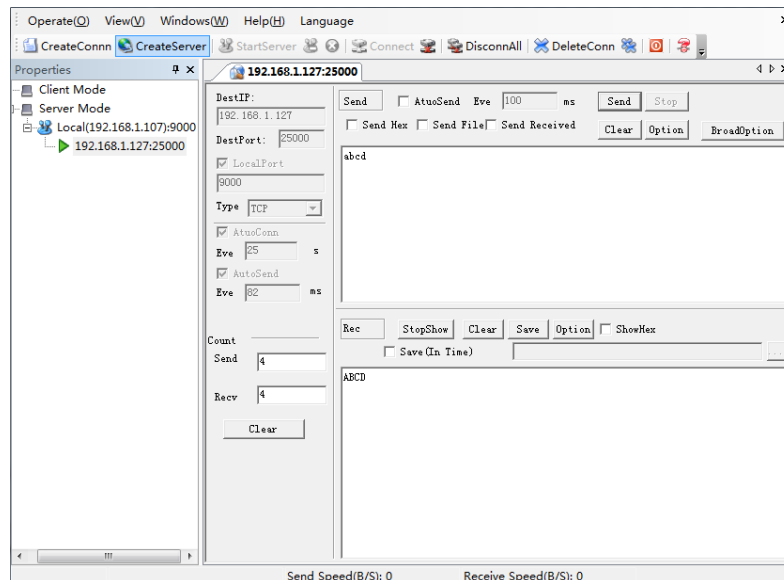 Operate(O) View(V) Windows(W) Help(H) Language
CreateConnn CreateServer StartServer Connect DisconnAll DeleteConn
Properties
192.168.1.127:25000
Client Mode
Server Mode
Local(192.168.1.107):9000
192.168.1.127:25000
DestIP:
192.168.1.127
DestPort: 25000
LocalPort
9000
Type TCP
AtuoConn
Eve 25 s
AutoSend
Eve 82 ms
Count
Send 4
Recv 4
Clear
Send AtuoSend Eve 100 ms Send Stop
Send Hex Send File Send Received Clear Option BroadOption
abcd
Rec StopShow Clear Save Option ShowHex
Save(In Time) ...
ABCD
Send Speed(B/S): 0 Receive Speed(B/S): 0